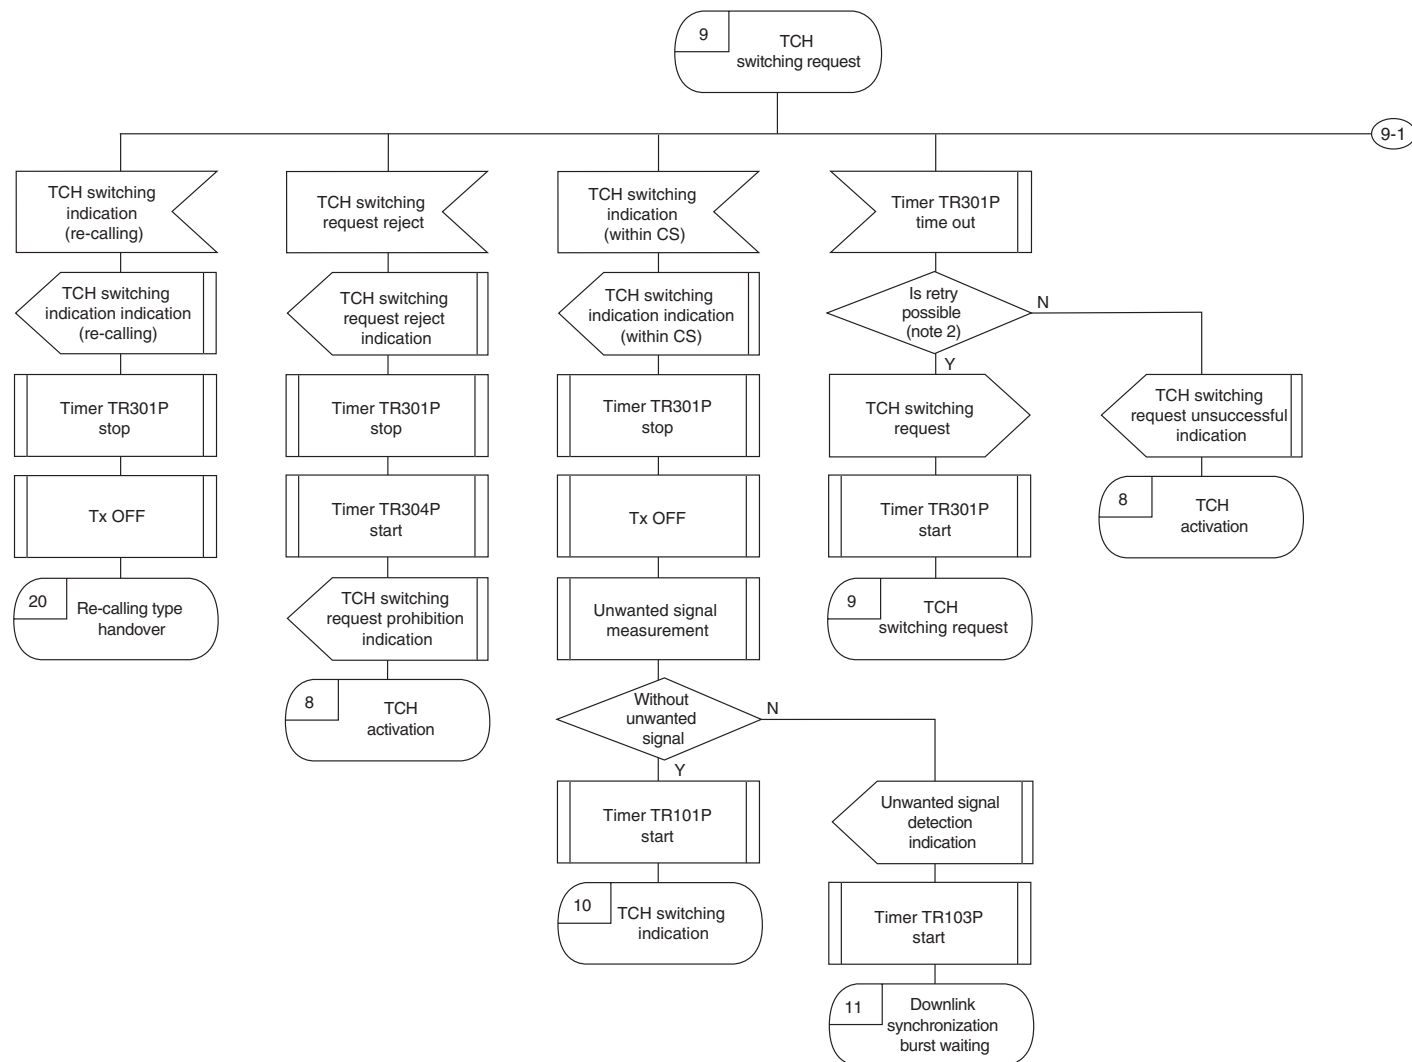 9
TCH
switching request
9-1
TCH switching
indication
(re-calling)
TCH switching
indication indication
(re-calling)
Timer TR301P
stop
Tx OFF
20
Re-calling type
handover
TCH switching
request reject
TCH switching
request reject
indication
Timer TR301P
stop
Timer TR304P
start
TCH switching
request prohibition
indication
8
TCH
activation
TCH switching
indication
(within CS)
TCH switching
indication indication
(within CS)
Timer TR301P
stop
Tx OFF
Unwanted signal
measurement
Without
unwanted
signal
N
Y
Timer TR101P
start
10
TCH switching
indication
Unwanted signal
detection
indication
Timer TR103P
start
11
Downlink
synchronization
burst waiting
Timer TR301P
time out
Is retry
possible
(note 2)
N
Y
TCH switching
request
Timer TR301P
start
9
TCH
switching request
TCH switching
request unsuccessful
indication
8
TCH
activation